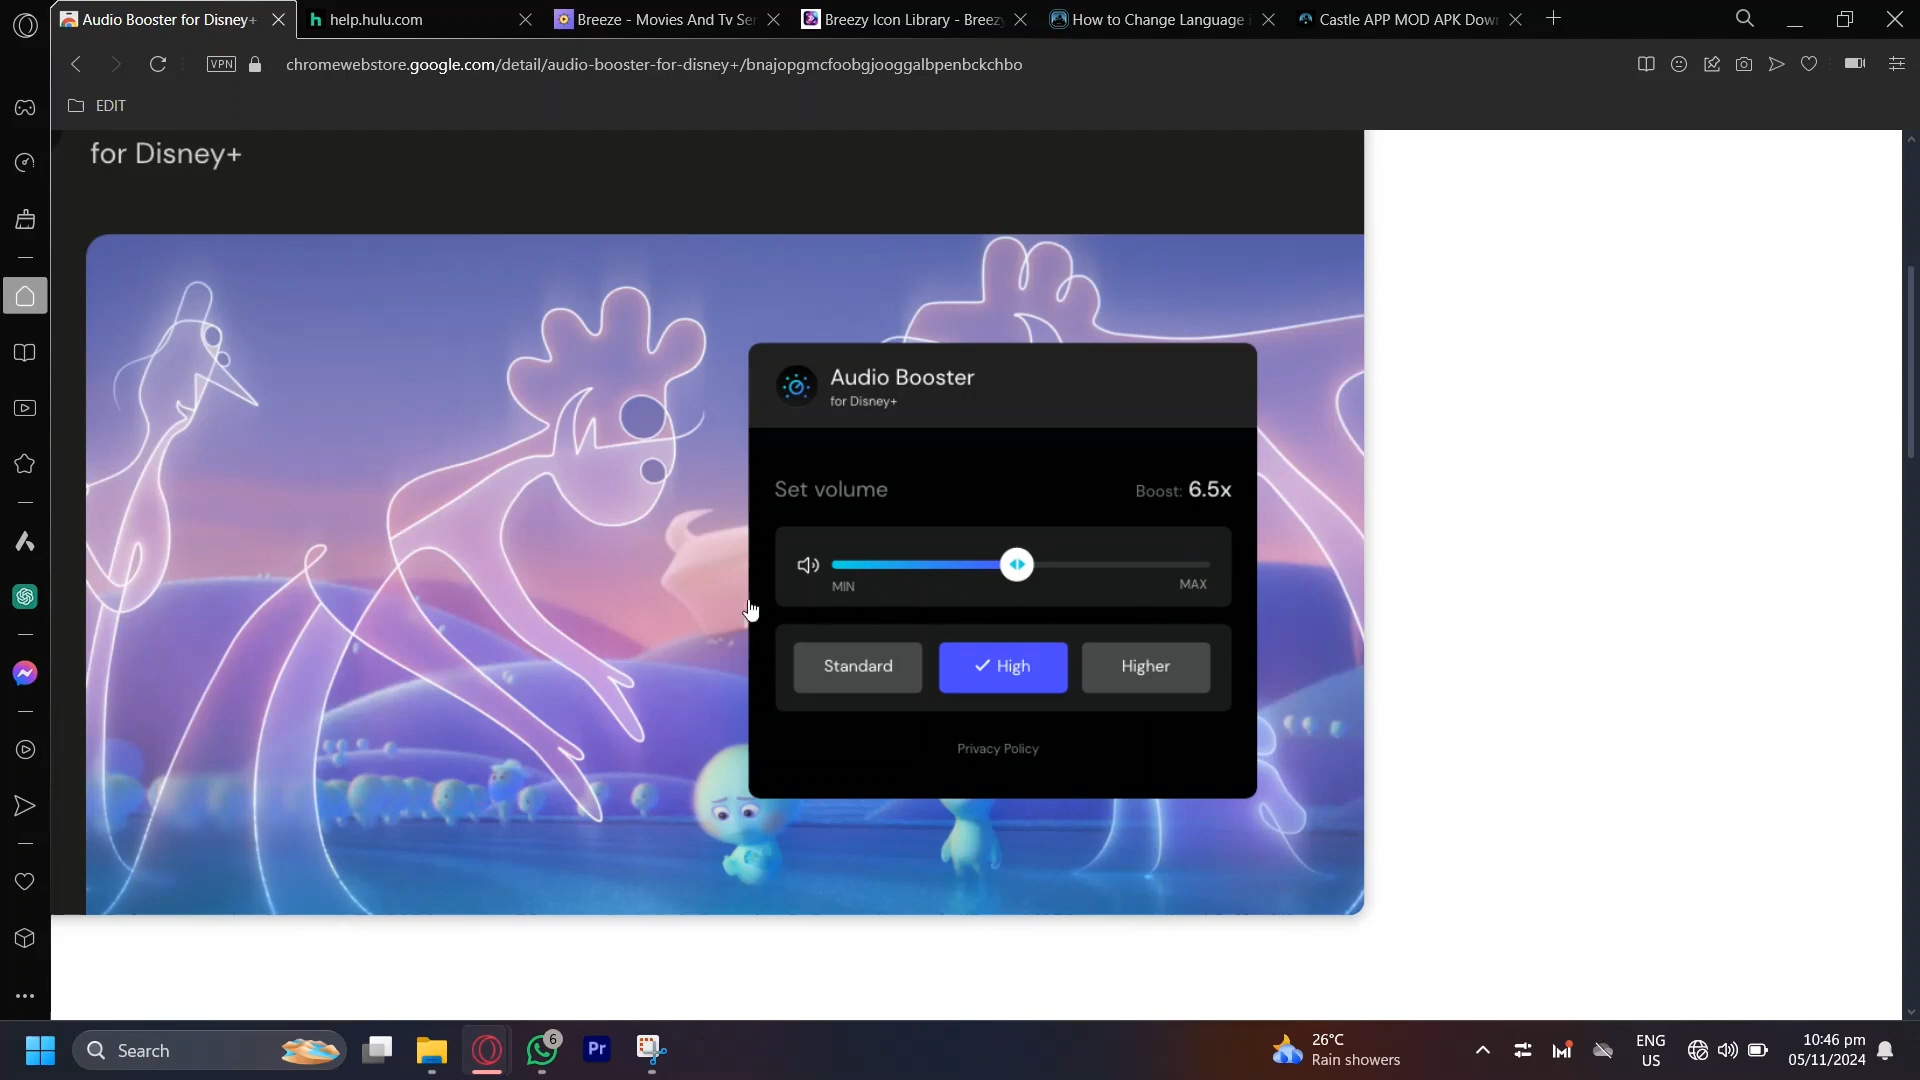 Audio Booster for Disney+
help.hulu.com
Breeze - Movies And Tv Ser
Breezy Icon Library - Breez
How to Change Language i
Castle APP MOD APK Dow
VPN
chromewebstore.google.com/detail/audio-booster-for-disney+/bnajopgmcfoobgjooggalbpenbckchbo
EDIT
for Disney+
Audio Booster
for Disney+
Set volume
Boost: 6.5x
MIN
MAX
Standard
High
Higher
Privacy Policy
Search
6
Pr
26°C
Rain showers
ENG
US
10:46 pm
05/11/2024